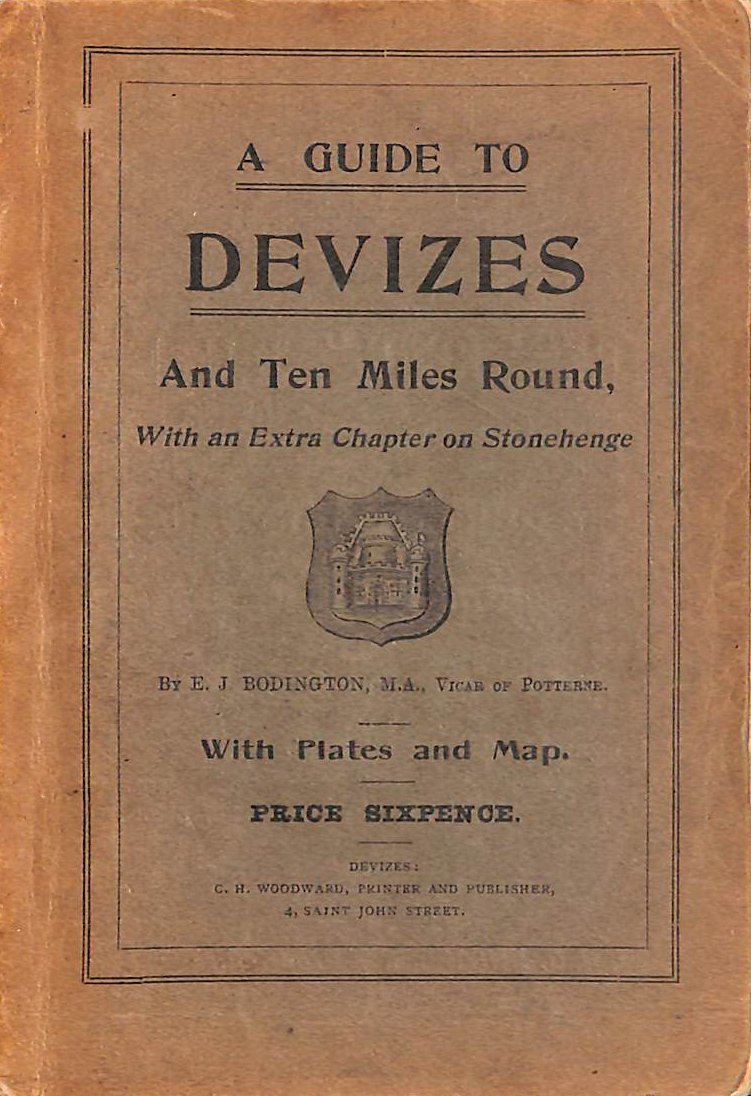 A GUIDE TO
DEVIZES
And Ten Miles Round,
With an Extra Chapter on Stonehenge
By E. J BODINGTON, M.A., Vicar of Potterne.
With Plates and Map.
PRICE SIXPENCE.
DEVIZES:
C. H. WOODWARD, PRINTER AND PUBLISHER,
4, SAINT JOHN STREET.